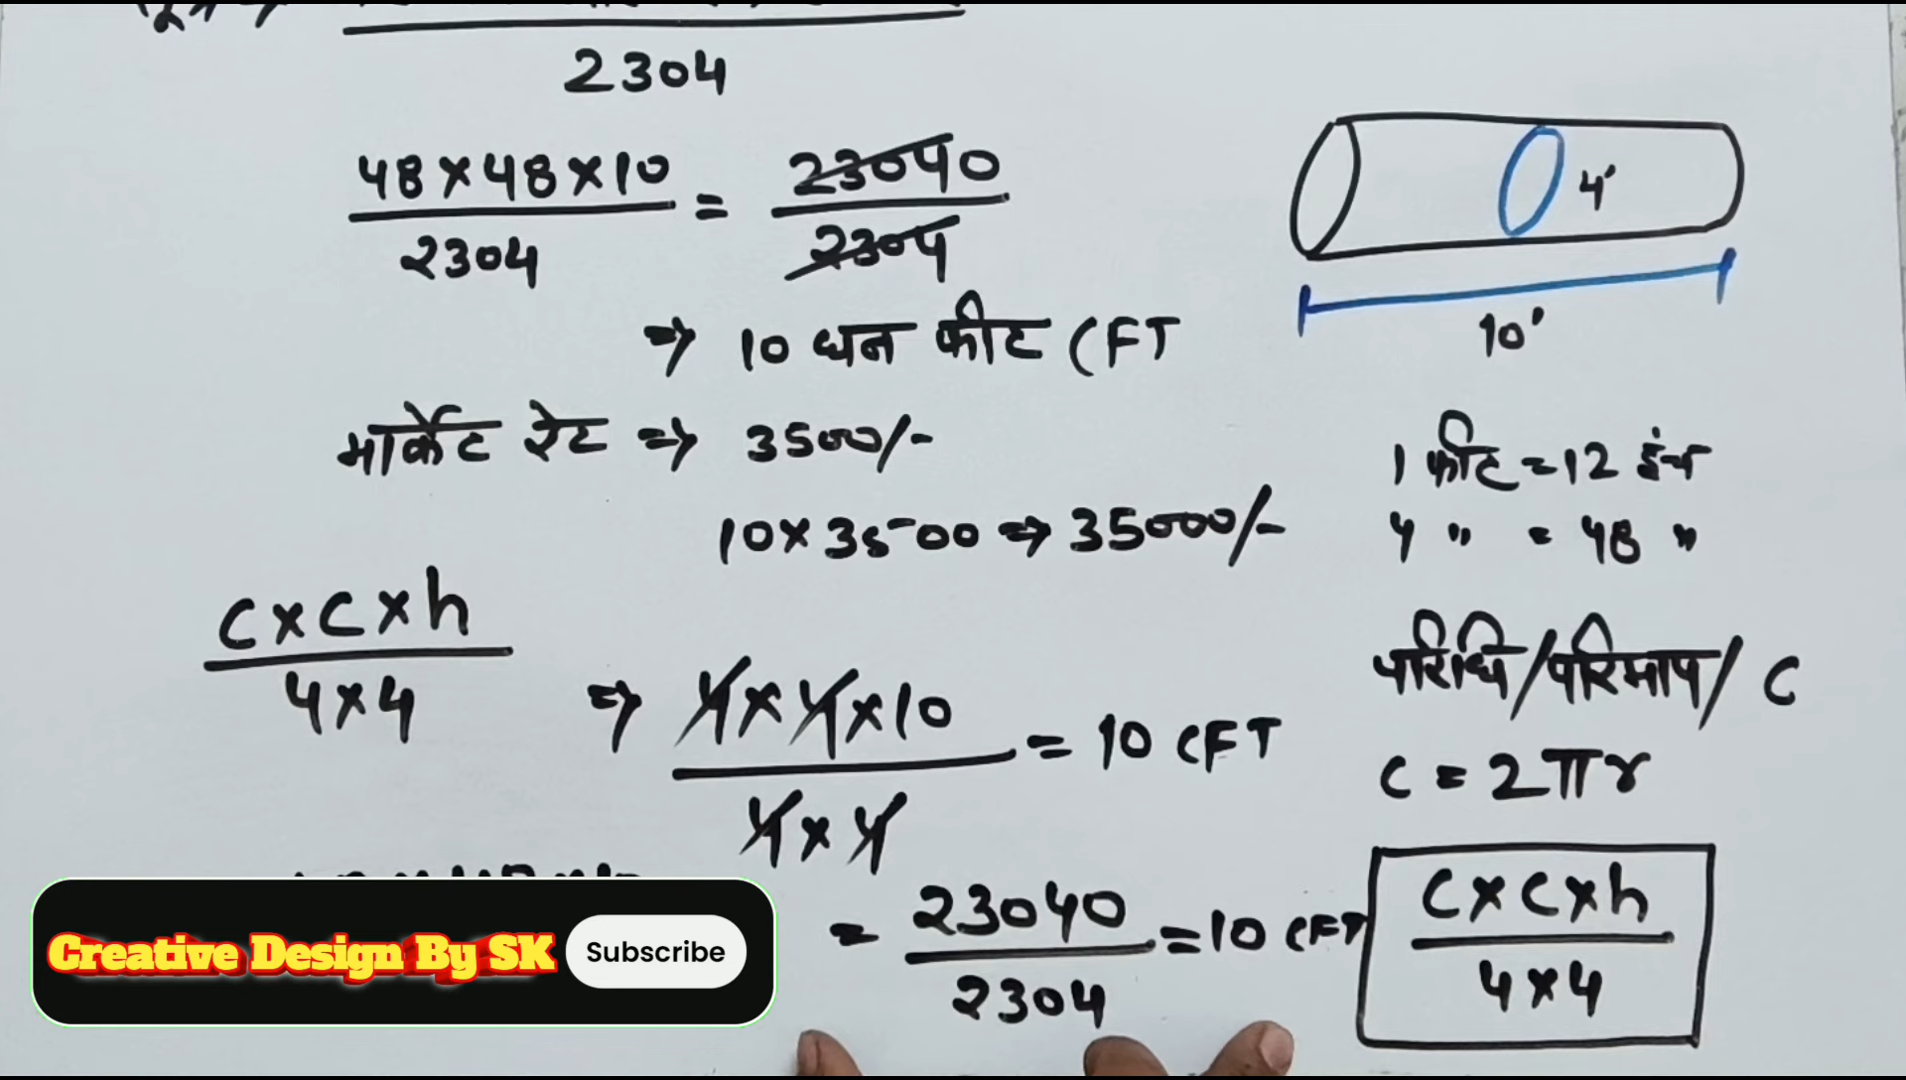 2304
48×48×10 / 2304 = 23040 / 2304
⇒ 10 घन फीट CFT
मार्केट रेट ⇒ 3500/-
10×3500 ⇒ 35000/-
C×C×h / 4×4 ⇒ 4×4×10 / 4×4 = 10 CFT
= 23040 / 2304 = 10 CFT
4'
10'
1 फीट = 12 इंच
4 " = 48 "
परिधि/परिमाप/ C
C = 2πr
C×C×h / 4×4
Creative Design By SK
Subscribe